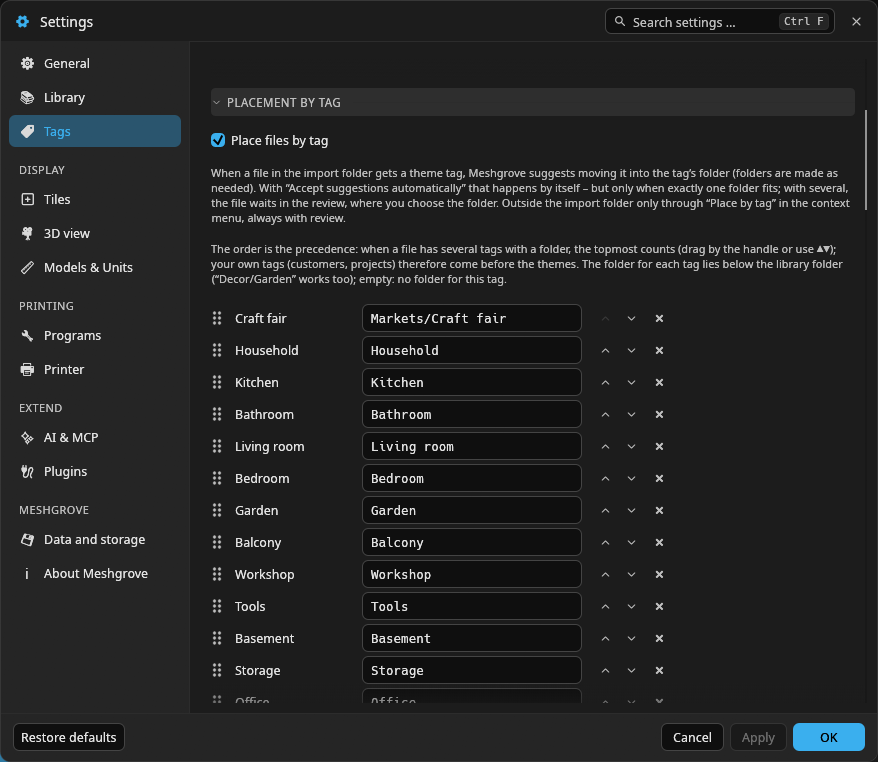 Settings
Search settings ...
Ctrl F
General
Library
Tags
DISPLAY
Tiles
3D view
Models & Units
PRINTING
Programs
Printer
EXTEND
AI & MCP
Plugins
MESHGROVE
Data and storage
i About Meshgrove
PLACEMENT BY TAG
Place files by tag
When a file in the import folder gets a theme tag, Meshgrove suggests moving it into the tag's folder (folders are made as
needed). With “Accept suggestions automatically” that happens by itself – but only when exactly one folder fits; with several,
the file waits in the review, where you choose the folder. Outside the import folder only through “Place by tag” in the context
menu, always with review.
The order is the precedence: when a file has several tags with a folder, the topmost counts (drag by the handle or use ▲▼);
your own tags (customers, projects) therefore come before the themes. The folder for each tag lies below the library folder
(“Decor/Garden” works too); empty: no folder for this tag.
Craft fair Markets/Craft fair
Household Household
Kitchen Kitchen
Bathroom Bathroom
Living room Living room
Bedroom Bedroom
Garden Garden
Balcony Balcony
Workshop Workshop
Tools Tools
Basement Basement
Storage Storage
Office Office
Restore defaults
Cancel
Apply
OK